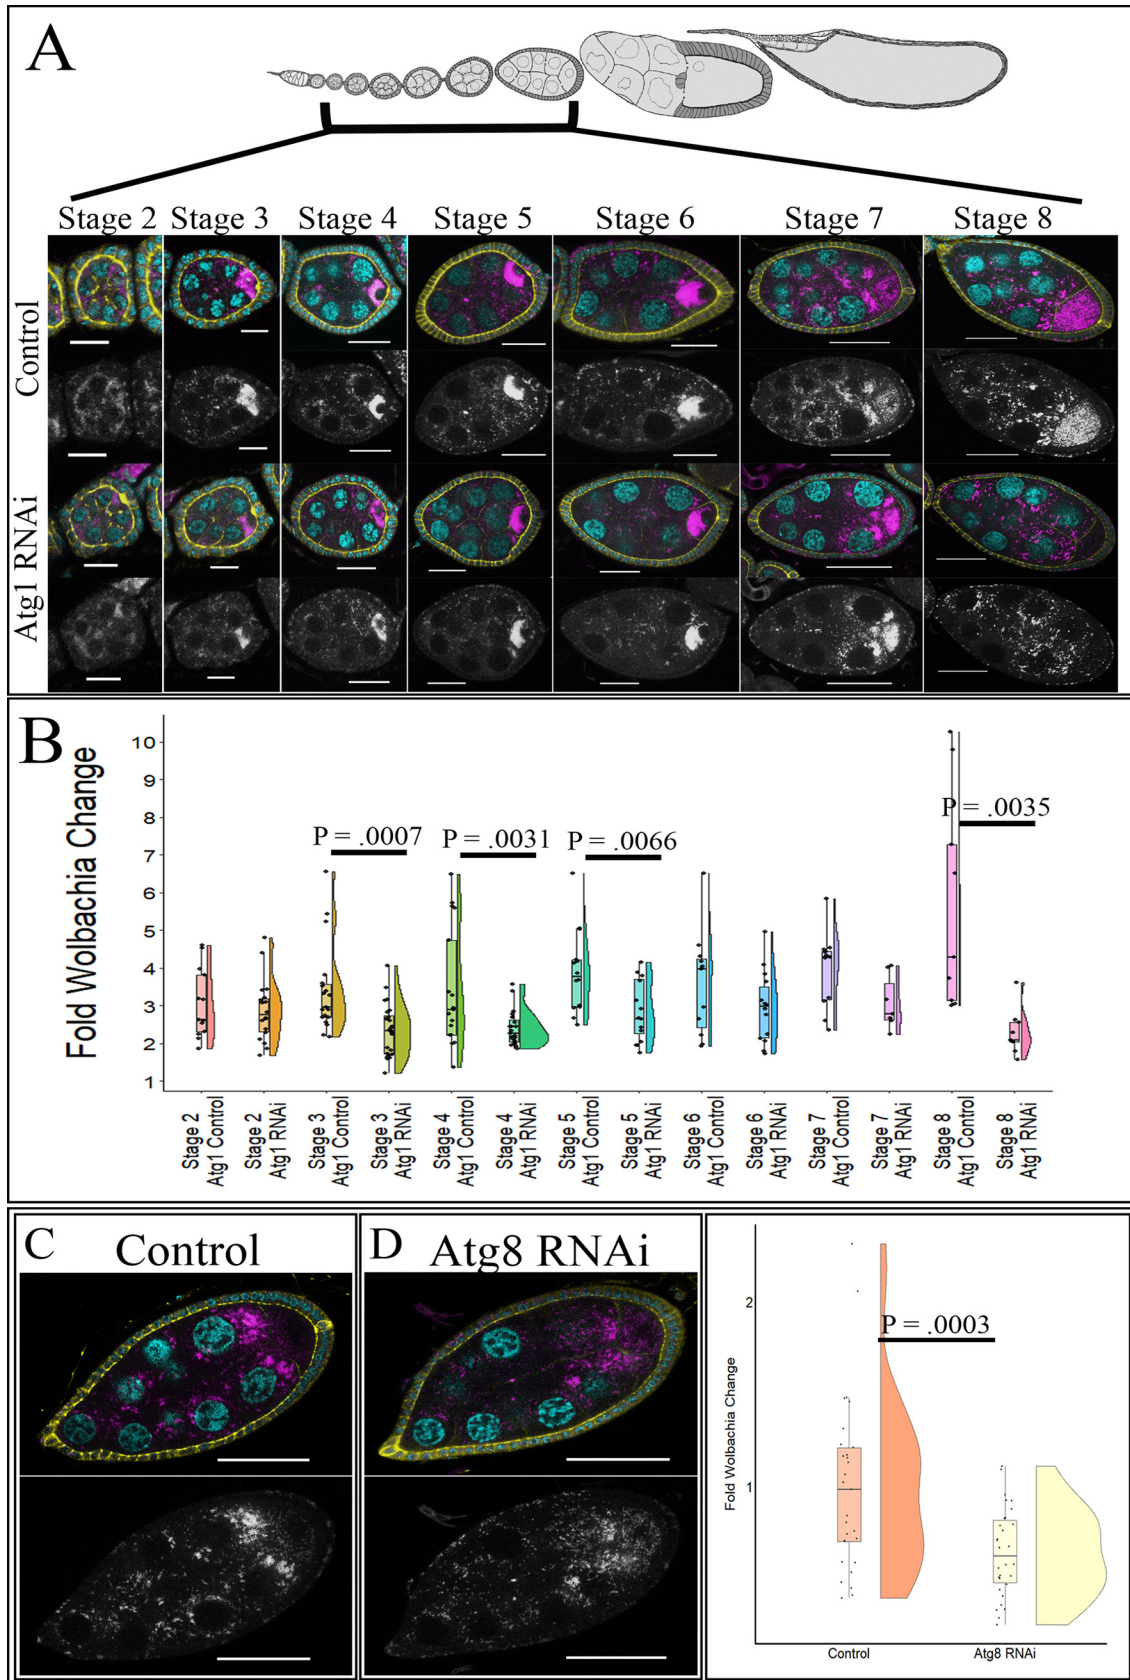 A
Stage 2 Stage 3 Stage 4 Stage 5 Stage 6 Stage 7 Stage 8
Control
Atg1 RNAi
B
Fold Wolbachia Change
10
9
8
7
6
5
4
3
2
1
P = .0007
P = .0031
P = .0066
P = .0035
Stage 2
Atg1 Control
Stage 2
Atg1 RNAi
Stage 3
Atg1 Control
Stage 3
Atg1 RNAi
Stage 4
Atg1 Control
Stage 4
Atg1 RNAi
Stage 5
Atg1 Control
Stage 5
Atg1 RNAi
Stage 6
Atg1 Control
Stage 6
Atg1 RNAi
Stage 7
Atg1 Control
Stage 7
Atg1 RNAi
Stage 8
Atg1 Control
Stage 8
Atg1 RNAi
C
Control
D
Atg8 RNAi
Fold Wolbachia Change
2
1
P = .0003
Control
Atg8 RNAi